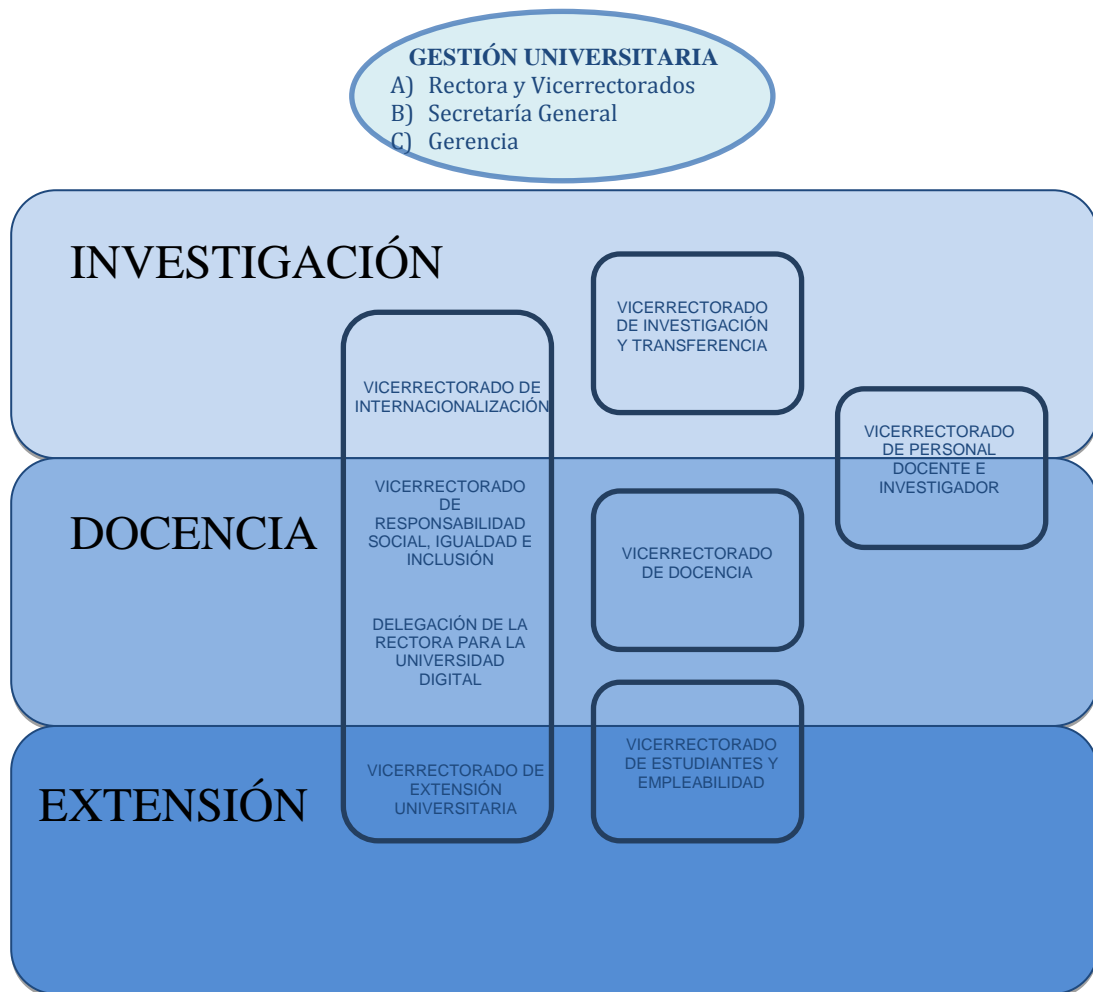 GESTIÓN UNIVERSITARIA
A) Rectora y Vicerrectorados
B) Secretaría General
C) Gerencia
INVESTIGACIÓN
VICERRECTORADO
DE INVESTIGACIÓN
Y TRANSFERENCIA
VICERRECTORADO DE
INTERNACIONALIZACIÓN
VICERRECTORADO
DE PERSONAL
DOCENTE E
INVESTIGADOR
DOCENCIA
VICERRECTORADO
DE
RESPONSABILIDAD
SOCIAL, IGUALDAD E
INCLUSIÓN
VICERRECTORADO
DE DOCENCIA
DELEGACIÓN DE LA
RECTORA PARA LA
UNIVERSIDAD
DIGITAL
EXTENSIÓN
VICERRECTORADO DE
EXTENSIÓN
UNIVERSITARIA
VICERRECTORADO
DE ESTUDIANTES Y
EMPLEABILIDAD